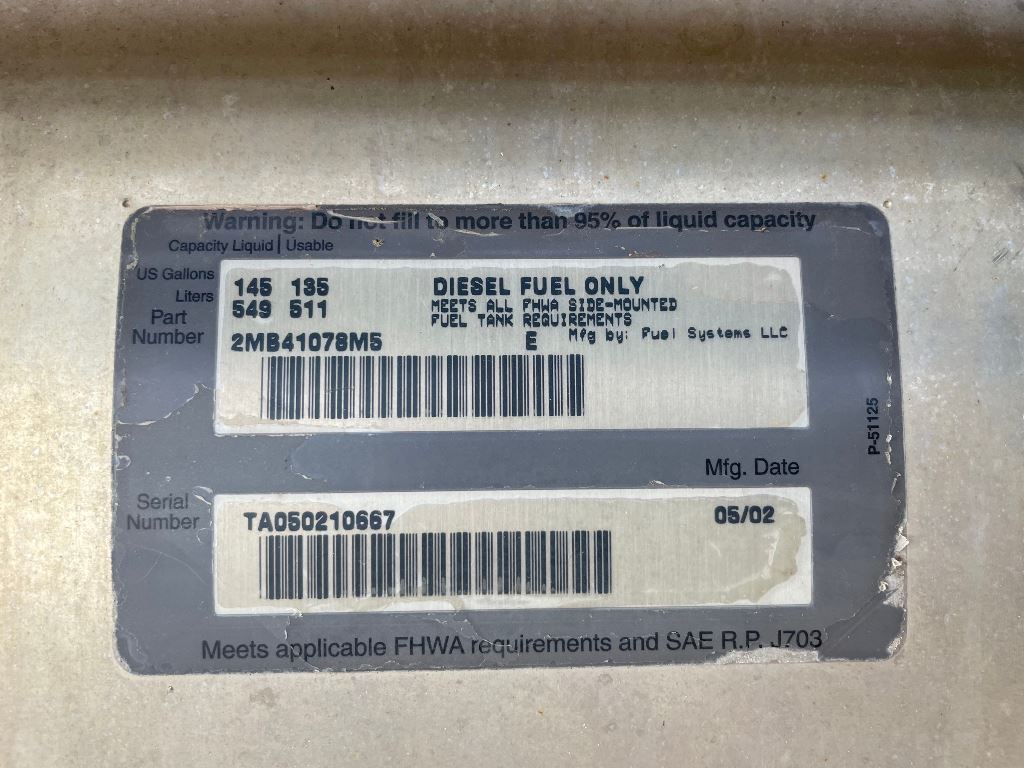 Warning: Do not fill to more than 95% of liquid capacity
Capacity Liquid | Usable
US Gallons 145 135 DIESEL FUEL ONLY
Liters 549 511 MEETS ALL FHWA SIDE-MOUNTED
FUEL TANK REQUIREMENTS
Part
Number 2MB41078M5 E Mfg by: Fuel Systems LLC
P-51125
Mfg. Date
Serial
Number TA050210667 05/02
Meets applicable FHWA requirements and SAE R.P. J703